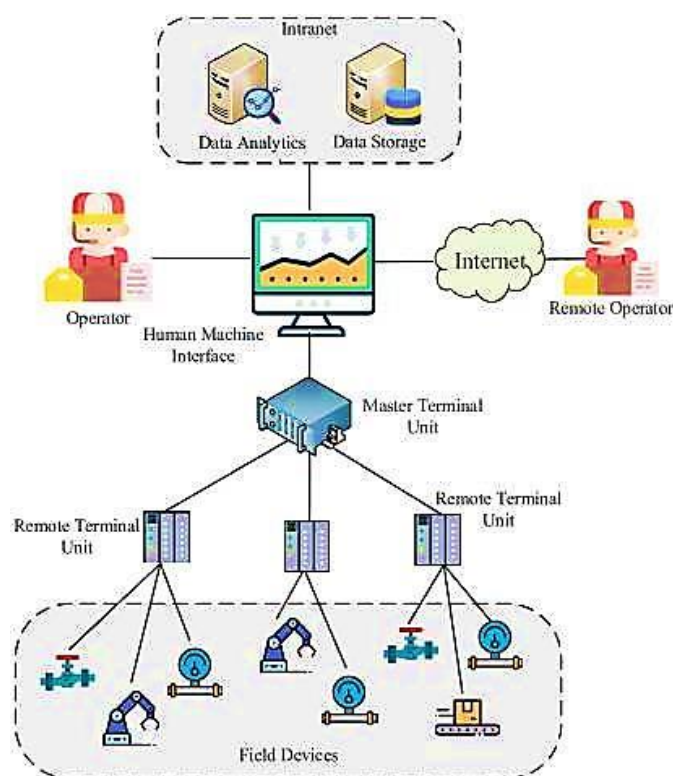 Intranet
Data Analytics
Data Storage
Operator
Internet
Remote Operator
Human Machine
Interface
Master Terminal
Unit
Remote Terminal
Unit
Remote Terminal
Unit
Field Devices